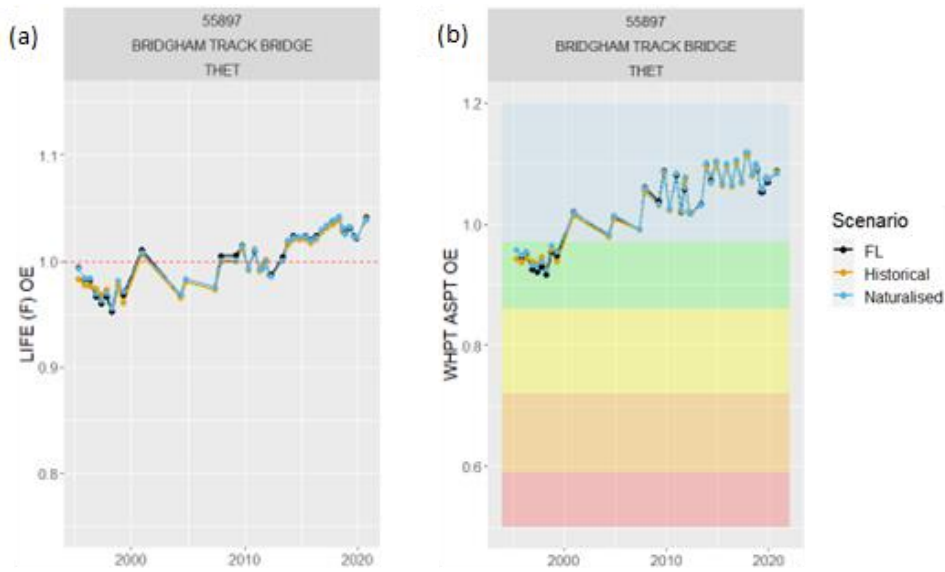 (a)
55897
BRIDGHAM TRACK BRIDGE
THET
LIFE (F) OE
1.1
1.0
0.9
0.8
2000
2010
2020
(b)
55897
BRIDGHAM TRACK BRIDGE
THET
WHPT ASPT OE
1.2
1.0
0.8
0.6
2000
2010
2020
Scenario
FL
Historical
Naturalised